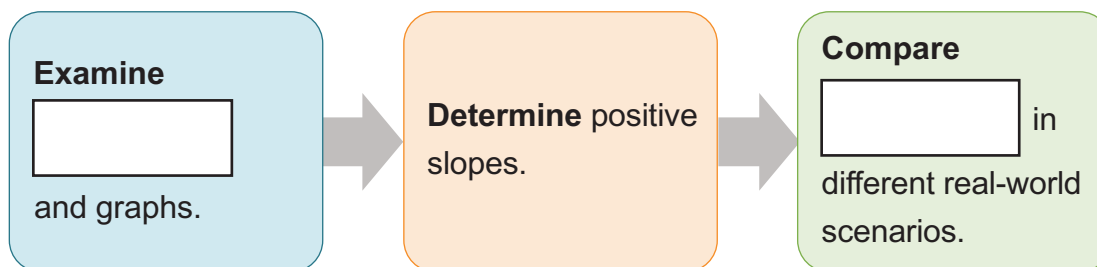 Examine
and graphs.
Determine positive
slopes.
Compare
in
different real-world
scenarios.